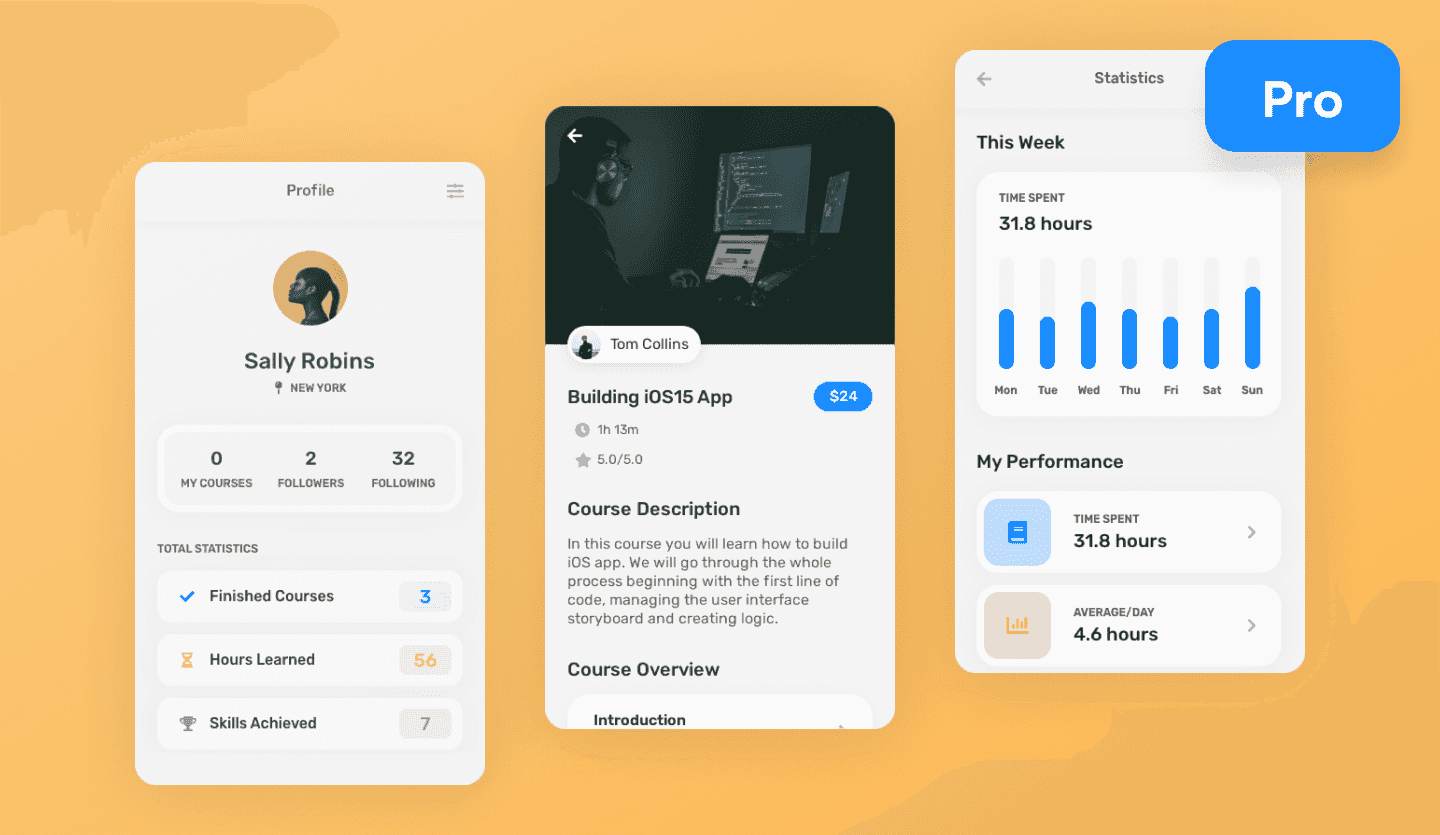 Profile
Sally Robins
NEW YORK
0
2
32
MY COURSES
FOLLOWERS
FOLLOWING
TOTAL STATISTICS
Finished Courses
3
Hours Learned
56
Skills Achieved
7
Tom Collins
Building iOS15 App
$24
1h 13m
5.0/5.0
Course Description
In this course you will learn how to build
iOS app. We will go through the whole
process beginning with the first line of
code, managing the user interface
storyboard and creating logic.
Course Overview
Introduction
Statistics
Pro
This Week
TIME SPENT
31.8 hours
Mon Tue Wed Thu Fri Sat Sun
My Performance
TIME SPENT
31.8 hours
AVERAGE/DAY
4.6 hours